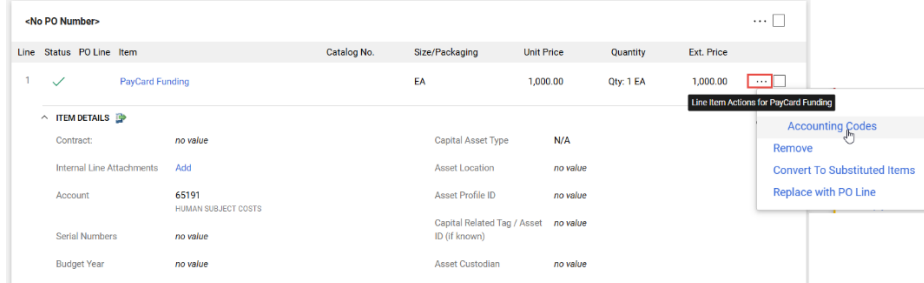 <No PO Number>
Line Status PO Line Item Catalog No. Size/Packaging Unit Price Quantity Ext. Price
1 PayCard Funding EA 1,000.00 Qty: 1 EA 1,000.00 ...
Line Item Actions for PayCard Funding
ITEM DETAILS
Accounting Codes
Remove
Convert To Substituted Items
Replace with PO Line
Contract: no value Capital Asset Type N/A
Internal Line Attachments Add Asset Location no value
Account 65191 Asset Profile ID no value
HUMAN SUBJECT COSTS
Capital Related Tag / Asset no value
Serial Numbers no value ID (if known)
Budget Year no value Asset Custodian no value